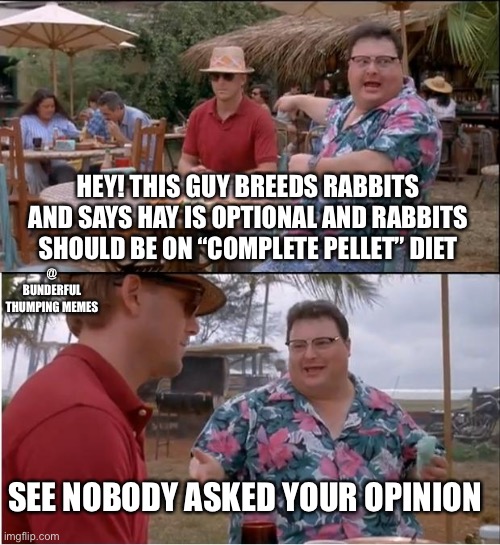 HEY! THIS GUY BREEDS RABBITS
AND SAYS HAY IS OPTIONAL AND RABBITS
SHOULD BE ON “COMPLETE PELLET” DIET
@
BUNDERFUL
THUMPING MEMES
SEE NOBODY ASKED YOUR OPINION
imgflip.com